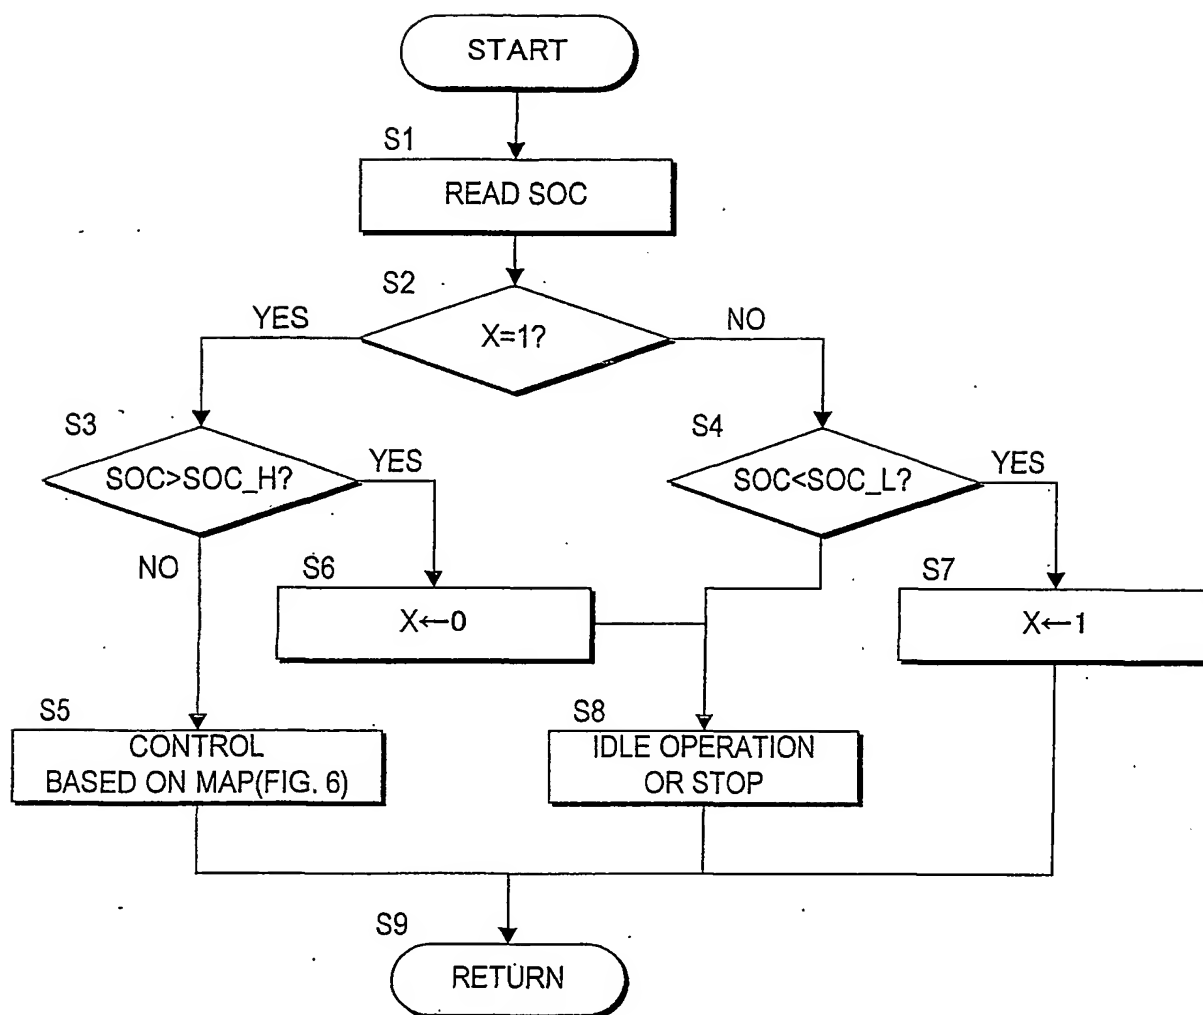 START
S1
READ SOC
S2
YES
X=1?
NO
S3
SOC>SOC_H?
YES
S4
SOC<SOC_L?
YES
NO
S6
X←0
S7
X←1
S5
CONTROL
BASED ON MAP(FIG. 6)
S8
IDLE OPERATION
OR STOP
S9
RETURN